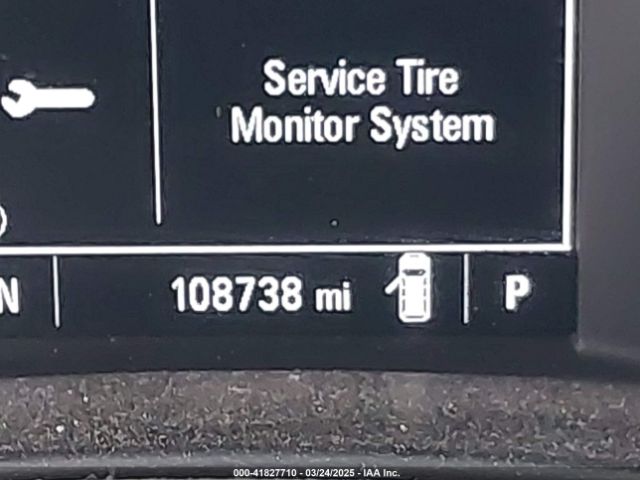 Service Tire
Monitor System
N
108738 mi
P
000-41827710 - 03/24/2025 - IAA Inc.